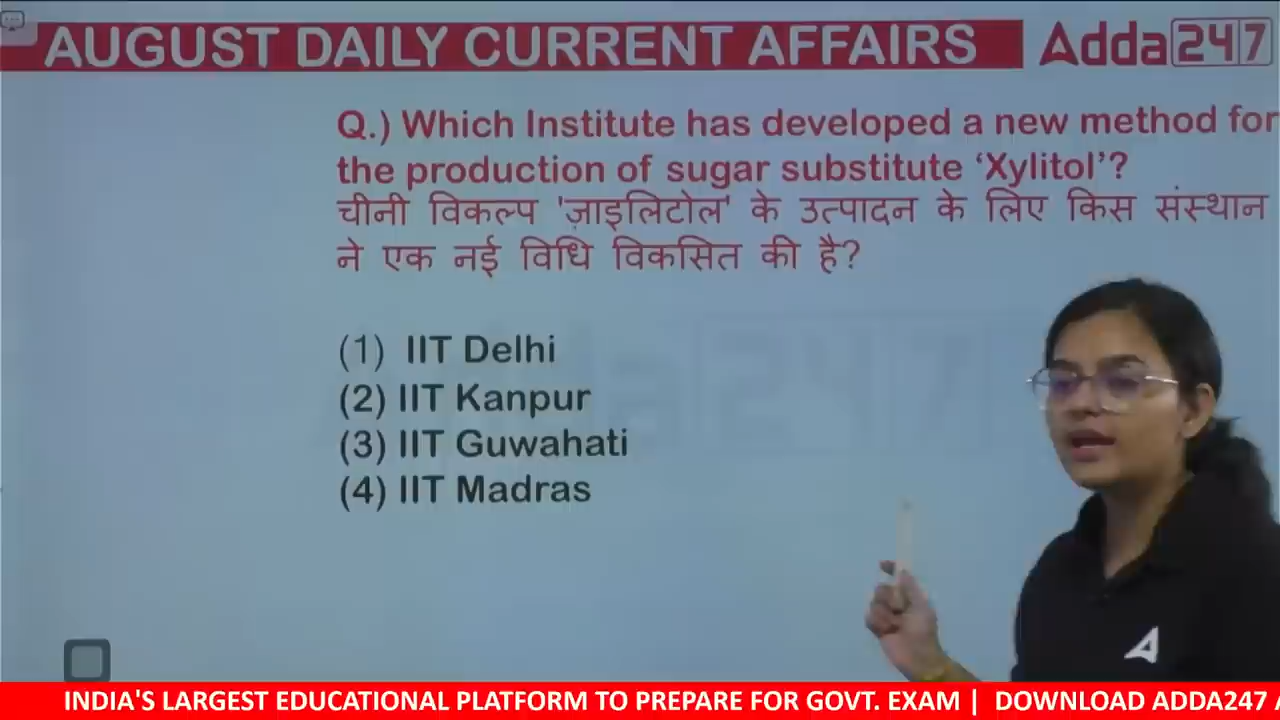 AUGUST DAILY CURRENT AFFAIRS
Adda247
Q.) Which Institute has developed a new method for
the production of sugar substitute ‘Xylitol’?
चीनी विकल्प 'ज़ाइलिटोल' के उत्पादन के लिए किस संस्थान
ने एक नई विधि विकसित की है?
(1) IIT Delhi
(2) IIT Kanpur
(3) IIT Guwahati
(4) IIT Madras
INDIA'S LARGEST EDUCATIONAL PLATFORM TO PREPARE FOR GOVT. EXAM | DOWNLOAD ADDA247